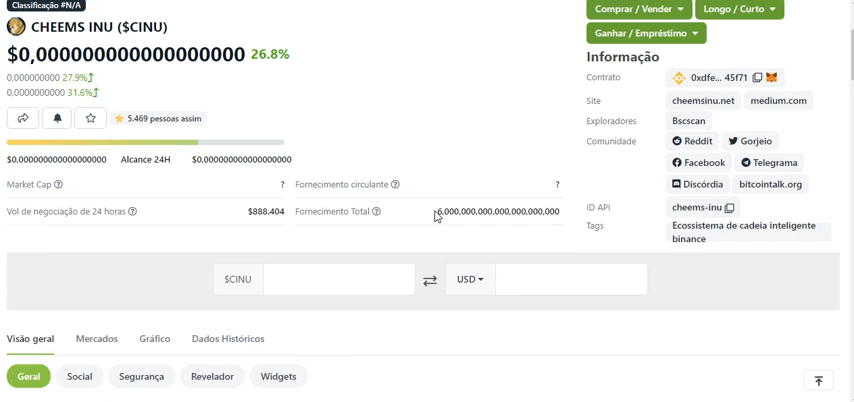 Classificação #N/A
CHEEMS INU ($CINU)
$0,000000000000000000 26.8%
0,000000000 27.9%
0,0000000000 31.6%
5.469 pessoas assim
$0,000000000000000000 Alcance 24H $0,000000000000000000
Market Cap ? ?
Fornecimento circulante ? ?
Vol de negociação de 24 horas ? $888.404
Fornecimento Total ? 6,000,000,000,000,000,000,000
Comprar / Vender
Longo / Curto
Ganhar / Empréstimo
Informação
Contrato 0xdfe... 45f71
Site cheemsinu.net medium.com
Exploradores Bscscan
Comunidade Reddit Gorjeio
Facebook Telegrama
Discórdia bitcointalk.org
ID API cheems-inu
Tags Ecossistema de cadeia inteligente
binance
$CINU USD
Visão geral Mercados Gráfico Dados Históricos
Geral Social Segurança Revelador Widgets